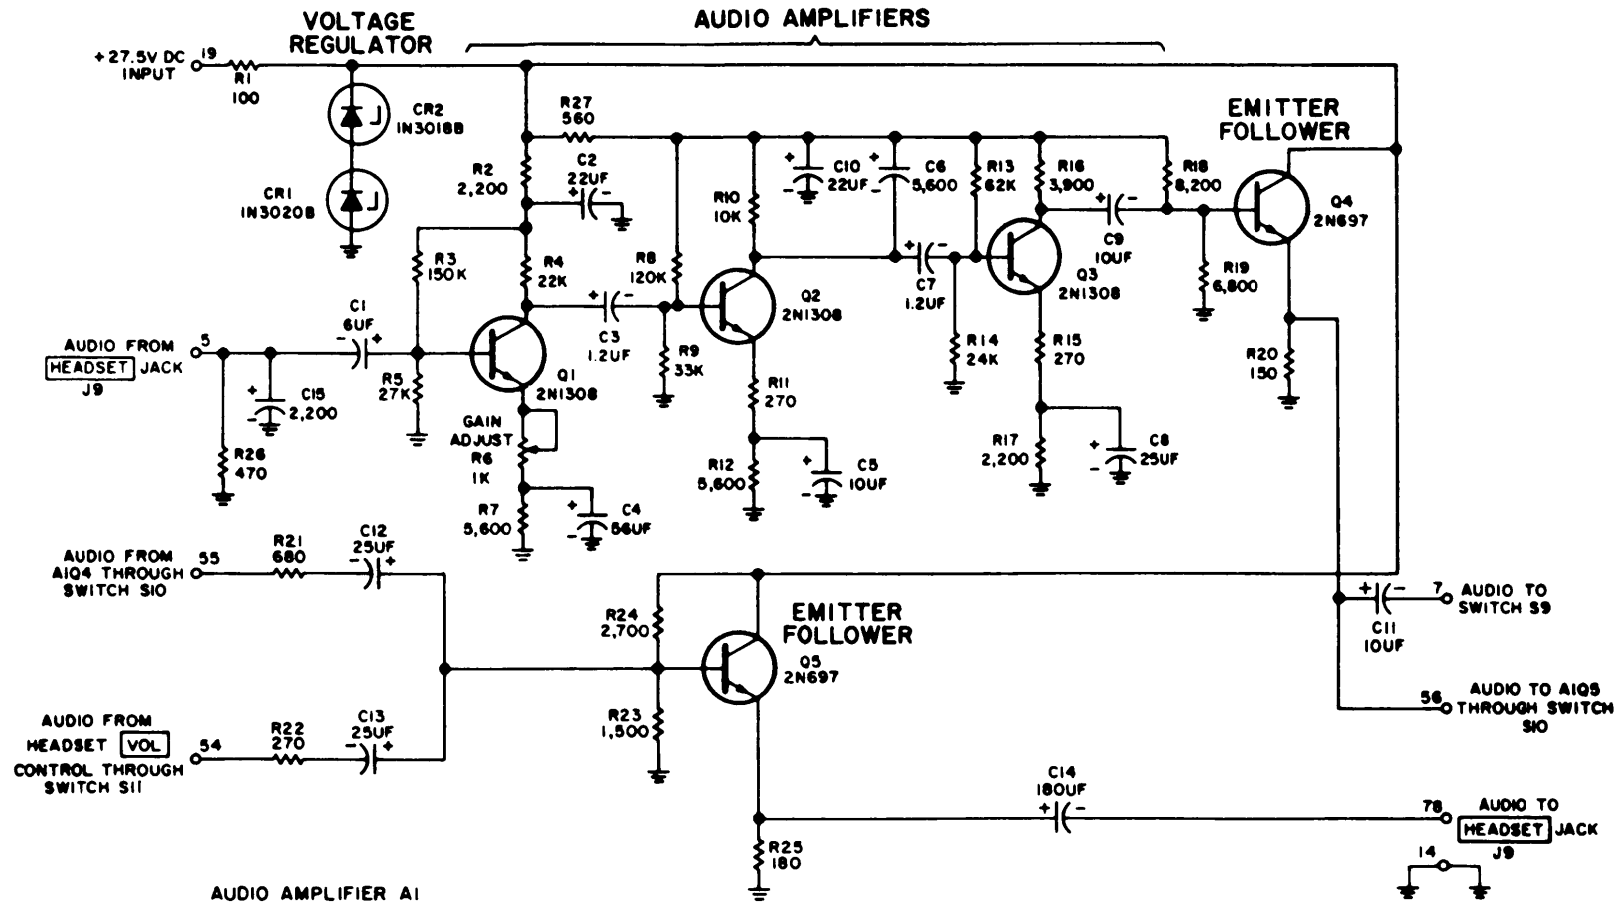 VOLTAGE
REGULATOR
AUDIO AMPLIFIERS
+27.5V DC
INPUT
19
R1
100
CR2
1N3018B
CR1
1N3020B
R27
560
R2
2,200
C2
22UF
R3
150K
R4
22K
R8
120K
R10
10K
C10
22UF
C6
5,600
R13
62K
R16
3,900
R18
8,200
EMITTER
FOLLOWER
Q4
2N697
C9
10UF
R19
6,800
C7
1.2UF
Q3
2N1308
Q2
2N1308
C3
1.2UF
C1
6UF
AUDIO FROM
HEADSET JACK
J9
5
C15
2,200
R26
470
R5
27K
Q1
2N1308
R9
33K
R11
270
R14
24K
R15
270
R20
150
GAIN
ADJUST
R6
1K
R7
5,600
C4
56UF
R12
5,600
C5
10UF
R17
2,200
C8
25UF
AUDIO FROM
A1Q4 THROUGH
SWITCH S10
55
R21
680
C12
25UF
R24
2,700
EMITTER
FOLLOWER
Q5
2N697
C11
10UF
7
AUDIO TO
SWITCH S9
56
AUDIO TO A1Q5
THROUGH SWITCH
S10
AUDIO FROM
HEADSET VOL
CONTROL THROUGH
SWITCH S11
54
R22
270
C13
25UF
R23
1,500
C14
180UF
78
AUDIO TO
HEADSET JACK
J9
R25
180
14
AUDIO AMPLIFIER A1